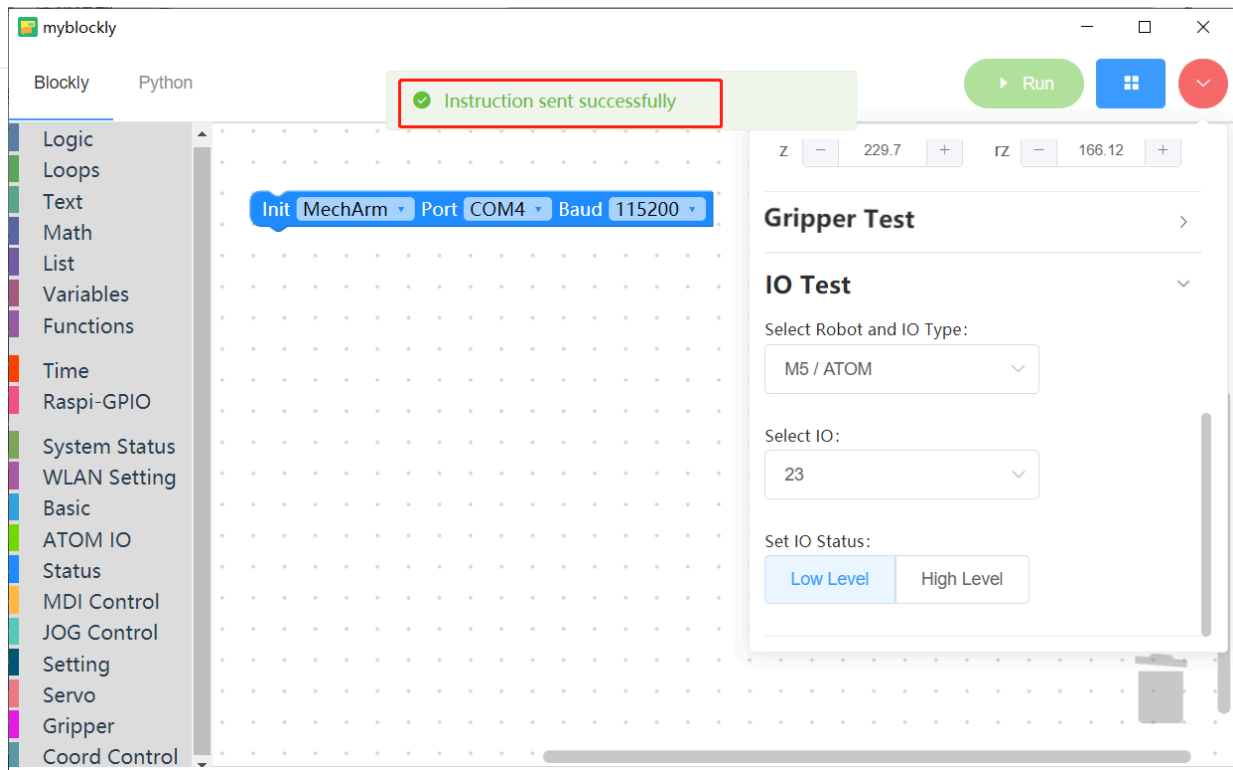 myblockly
Blockly Python
Instruction sent successfully
Run
Logic
Loops
Text
Math
List
Variables
Functions
Time
Raspi-GPIO
System Status
WLAN Setting
Basic
ATOM IO
Status
MDI Control
JOG Control
Setting
Servo
Gripper
Coord Control
Init MechArm Port COM4 Baud 115200
z − 229.7 + rz − 166.12 +
Gripper Test
IO Test
Select Robot and IO Type:
M5 / ATOM
Select IO:
23
Set IO Status:
Low Level High Level